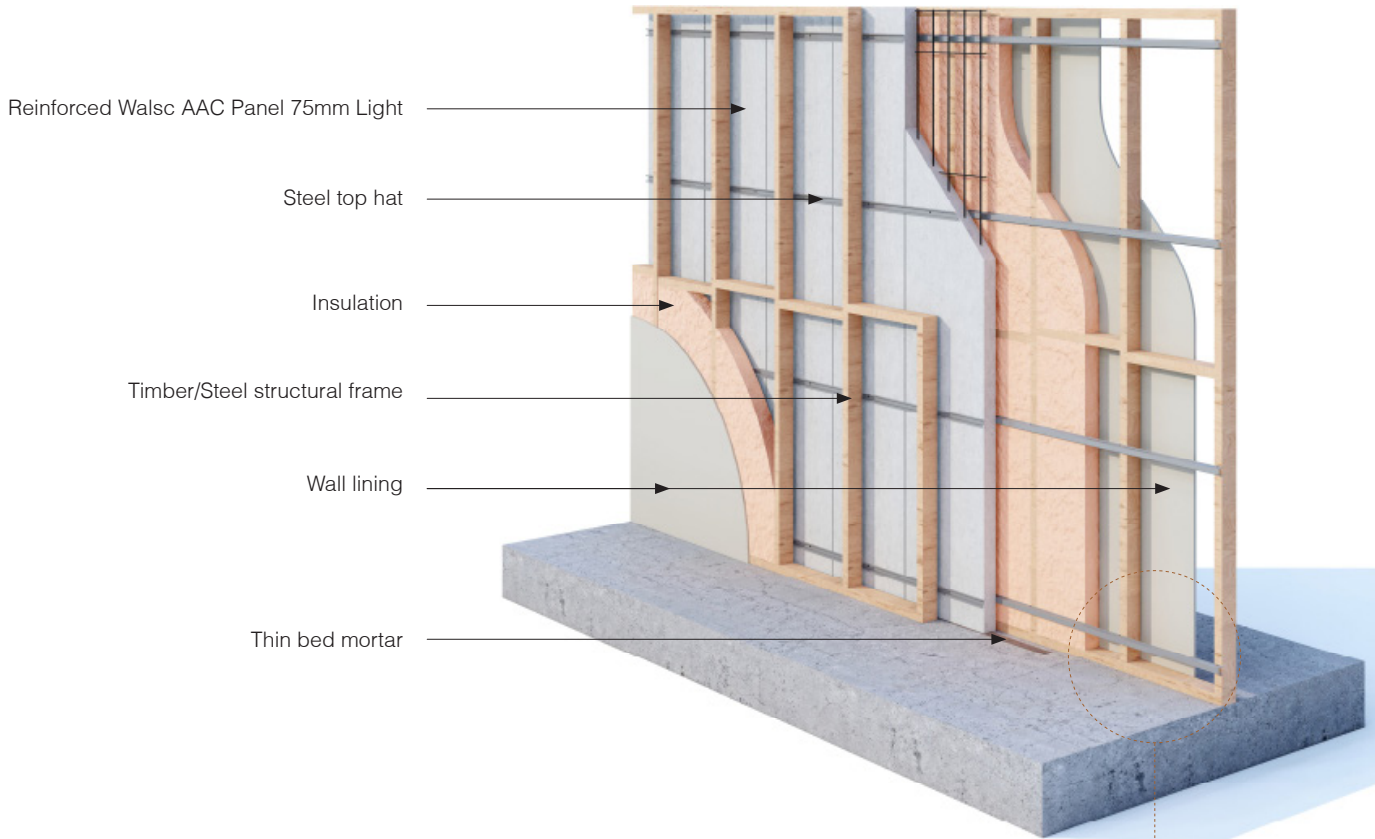 Reinforced Walsc AAC Panel 75mm Light
Steel top hat
Insulation
Timber/Steel structural frame
Wall lining
Thin bed mortar